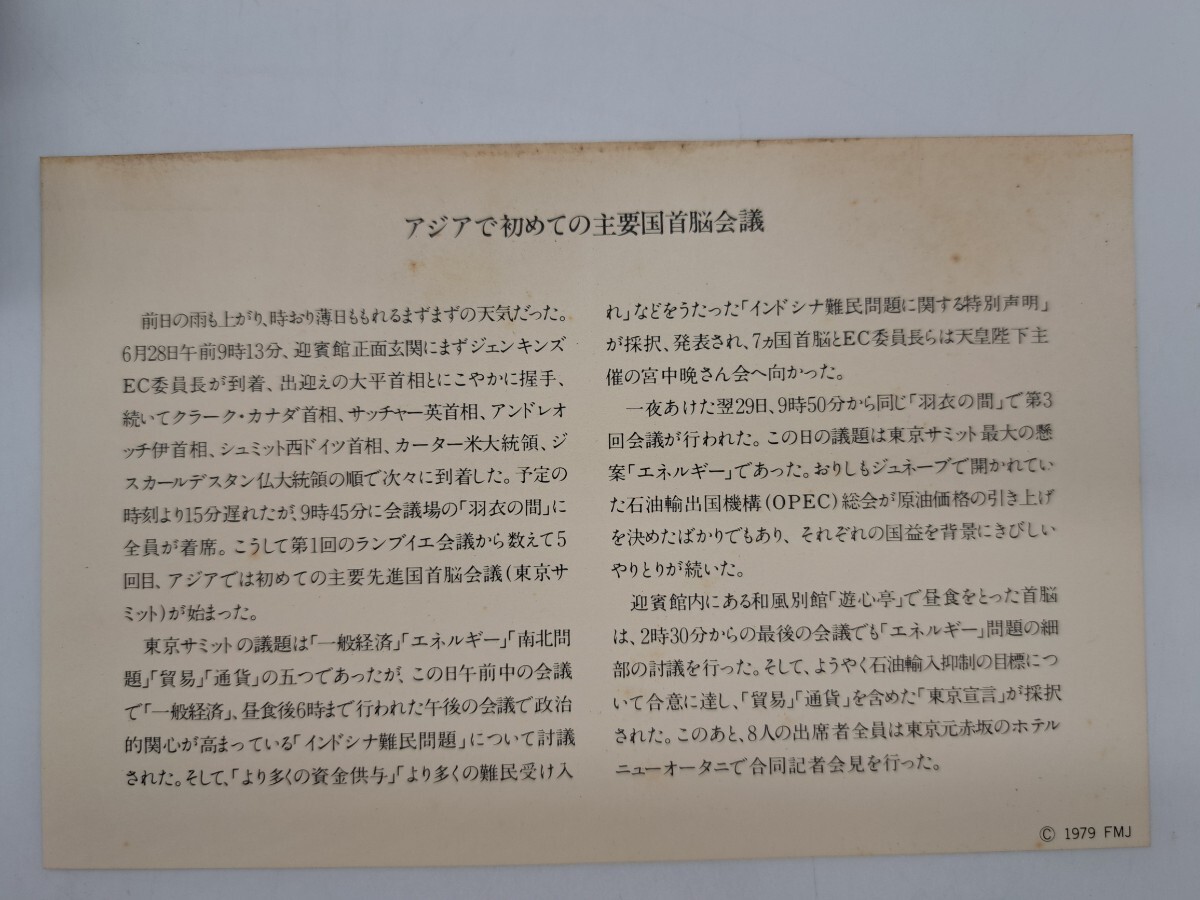 アジアで初めての主要国首脳会議
前日の雨も上がり、時おり薄日ももれるまずまずの天気だった。
6月28日午前9時13分、迎賓館正面玄関にまずジェンキンズ
EC委員長が到着、出迎えの大平首相とにこやかに握手、
続いてクラーク・カナダ首相、サッチャー英首相、アンドレオ
ッチ伊首相、シュミット西ドイツ首相、カーター米大統領、ジ
スカールデスタン仏大統領の順で次々に到着した。予定の
時刻より15分遅れたが、9時45分に会議場の「羽衣の間」に
全員が着席。こうして第1回のランブイエ会議から数えて5
回目、アジアでは初めての主要先進国首脳会議(東京サ
ミット)が始まった。
東京サミットの議題は「一般経済」「エネルギー」「南北問
題」「貿易」「通貨」の五つであったが、この日午前中の会議
で「一般経済」、昼食後6時まで行われた午後の会議で政治
的関心が高まっている「インドシナ難民問題」について討議
された。そして、「より多くの資金供与」「より多くの難民受け入
れ」などをうたった「インドシナ難民問題に関する特別声明」
が採択、発表され、7ヵ国首脳とEC委員長らは天皇陛下主
催の宮中晩さん会へ向かった。
一夜あけた翌29日、9時50分から同じ「羽衣の間」で第3
回会議が行われた。この日の議題は東京サミット最大の懸
案「エネルギー」であった。おりしもジュネーブで開かれてい
た石油輸出国機構(OPEC)総会が原油価格の引き上げ
を決めたばかりでもあり、それぞれの国益を背景にきびしい
やりとりが続いた。
迎賓館内にある和風別館「遊心亭」で昼食をとった首脳
は、2時30分からの最後の会議でも「エネルギー」問題の細
部の討議を行った。そして、ようやく石油輸入抑制の目標につ
いて合意に達し、「貿易」「通貨」を含めた「東京宣言」が採択
された。このあと、8人の出席者全員は東京元赤坂のホテル
ニューオータニで合同記者会見を行った。
© 1979 FMJ